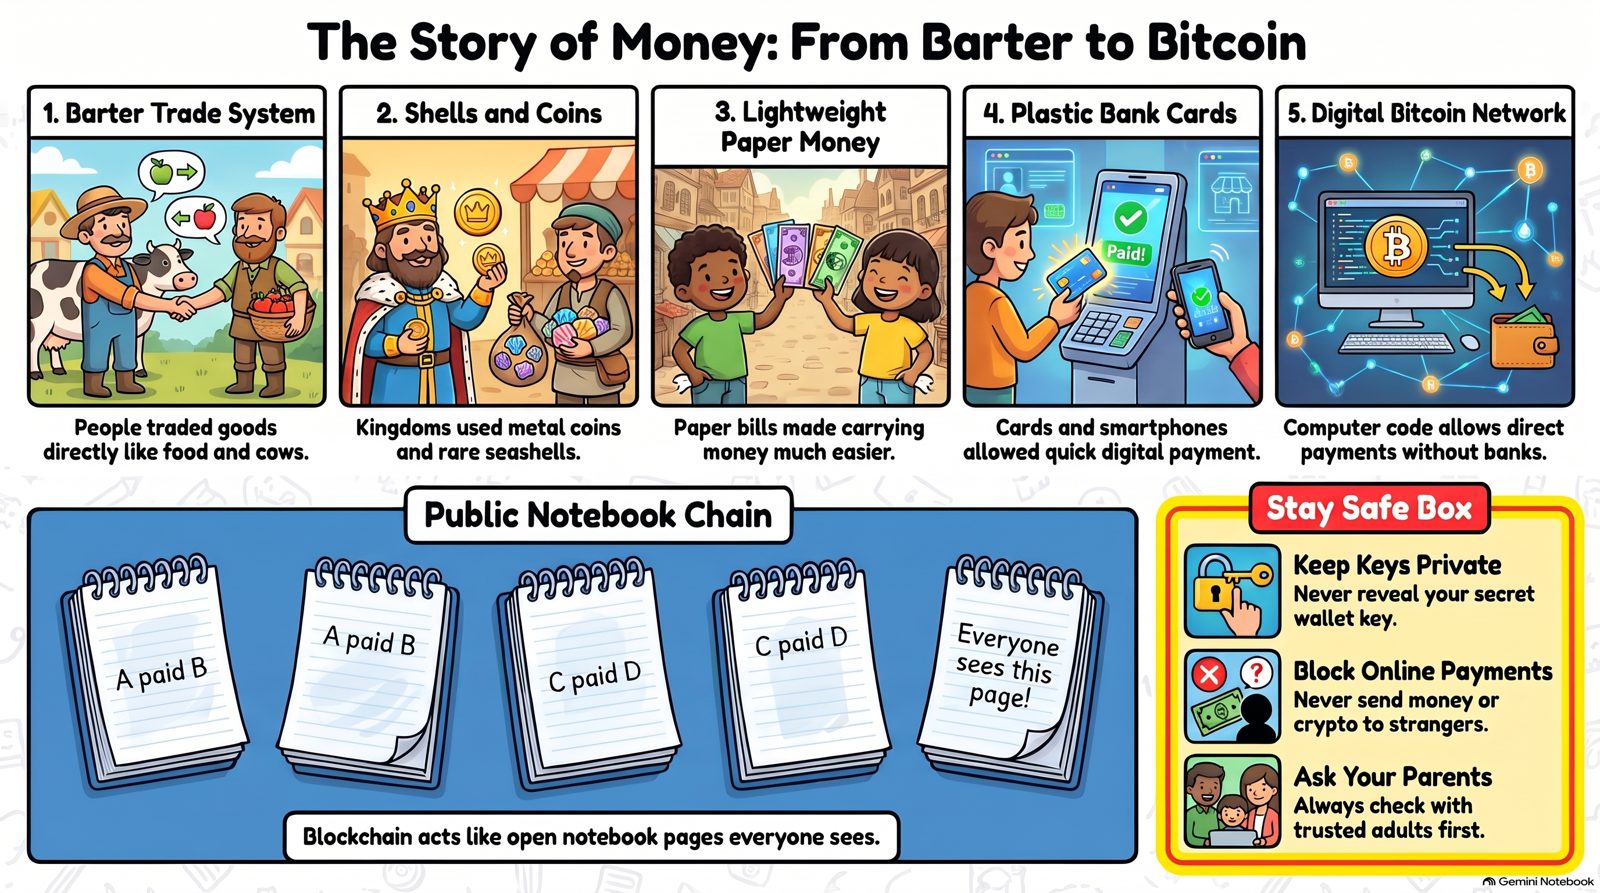 The Story of Money: From Barter to Bitcoin
1. Barter Trade System
2. Shells and Coins
3. Lightweight
Paper Money
4. Plastic Bank Cards
5. Digital Bitcoin Network
Paid!
People traded goods
directly like food and cows.
Kingdoms used metal coins
and rare seashells.
Paper bills made carrying
money much easier.
Cards and smartphones
allowed quick digital payment.
Computer code allows direct
payments without banks.
Public Notebook Chain
A paid B
A paid B
C paid D
C paid D
Everyone
sees this
page!
Blockchain acts like open notebook pages everyone sees.
Stay Safe Box
Keep Keys Private
Never reveal your secret
wallet key.
Block Online Payments
Never send money or
crypto to strangers.
Ask Your Parents
Always check with
trusted adults first.
Gemini Notebook